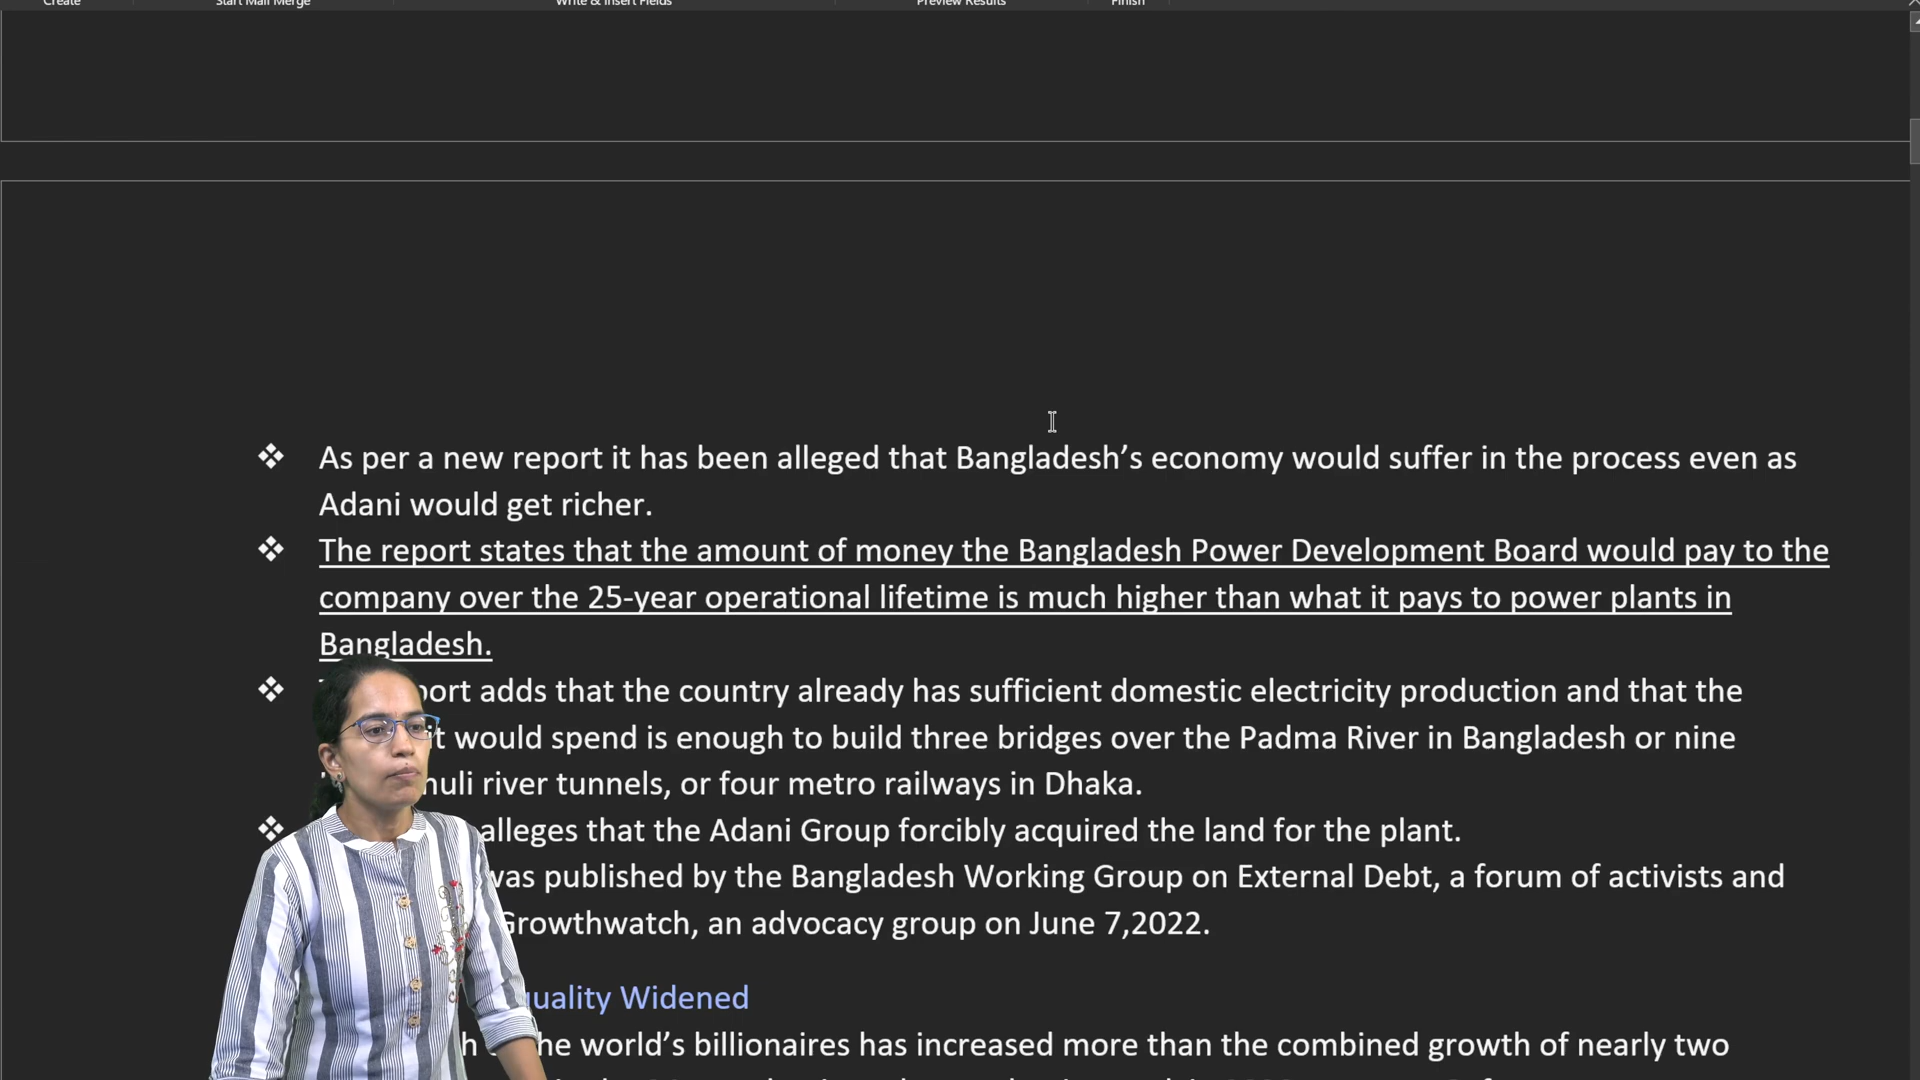 Create Start Mail Merge Write & Insert Fields Preview Results Finish
❖ As per a new report it has been alleged that Bangladesh’s economy would suffer in the process even as
Adani would get richer.
❖ The report states that the amount of money the Bangladesh Power Development Board would pay to the
company over the 25-year operational lifetime is much higher than what it pays to power plants in
Bangladesh.
❖ adds that the country already has sufficient domestic electricity production and that the
it would spend is enough to build three bridges over the Padma River in Bangladesh or nine
river tunnels, or four metro railways in Dhaka.
❖ alleges that the Adani Group forcibly acquired the land for the plant.
was published by the Bangladesh Working Group on External Debt, a forum of activists and
Growthwatch, an advocacy group on June 7,2022.
Widened
the world’s billionaires has increased more than the combined growth of nearly two